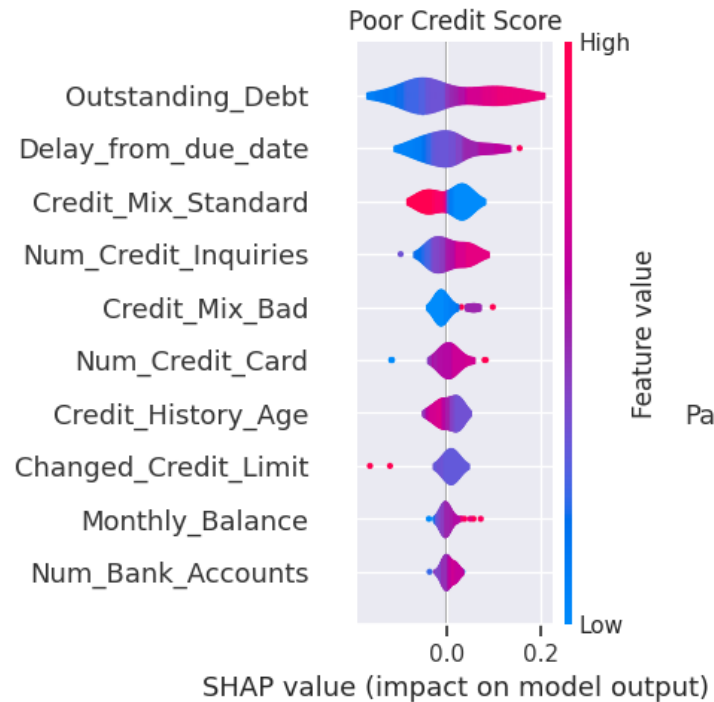 Poor Credit Score
High
Outstanding_Debt
Delay_from_due_date
Credit_Mix_Standard
Num_Credit_Inquiries
Credit_Mix_Bad
Num_Credit_Card
Credit_History_Age
Changed_Credit_Limit
Monthly_Balance
Num_Bank_Accounts
Feature value
Pa
Low
0.0 0.2
SHAP value (impact on model output)